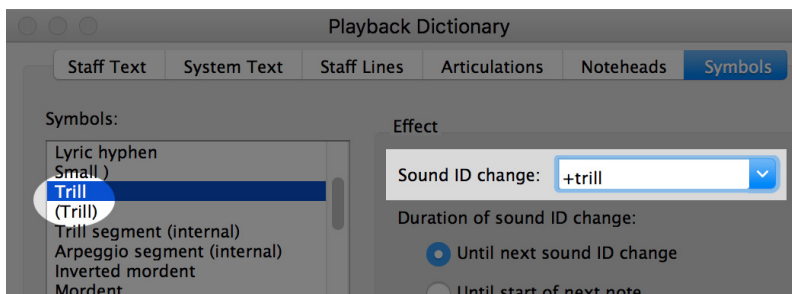 Playback Dictionary
Staff Text System Text Staff Lines Articulations Noteheads Symbols
Symbols:
Effect
Lyric hyphen
Small )
Trill
(Trill)
Trill segment (internal)
Arpeggio segment (internal)
Inverted mordent
Mordent
Sound ID change: +trill
Duration of sound ID change:
Until next sound ID change
Until start of next note